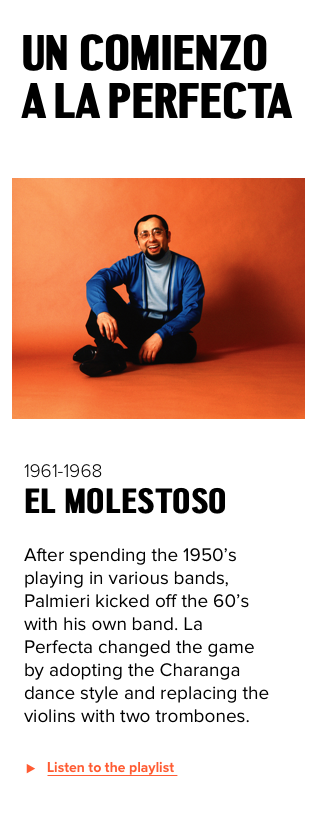 UN COMIENZO
A LA PERFECTA
1961-1968
EL MOLESTOSO
After spending the 1950’s
playing in various bands,
Palmieri kicked off the 60’s
with his own band. La
Perfecta changed the game
by adopting the Charanga
dance style and replacing the
violins with two trombones.
► Listen to the playlist